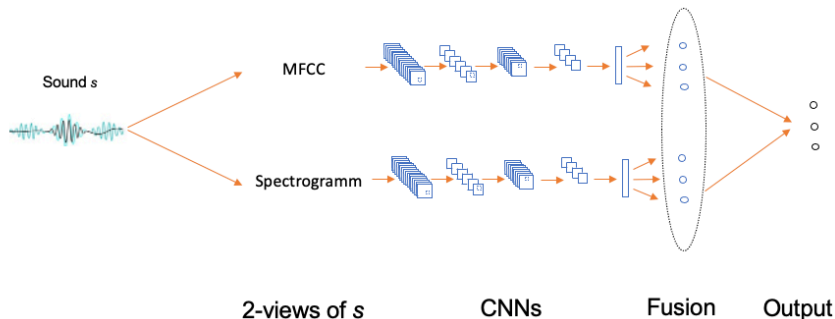 Sound s
MFCC
Spectrogramm
2-views of s
CNNs
Fusion
Output